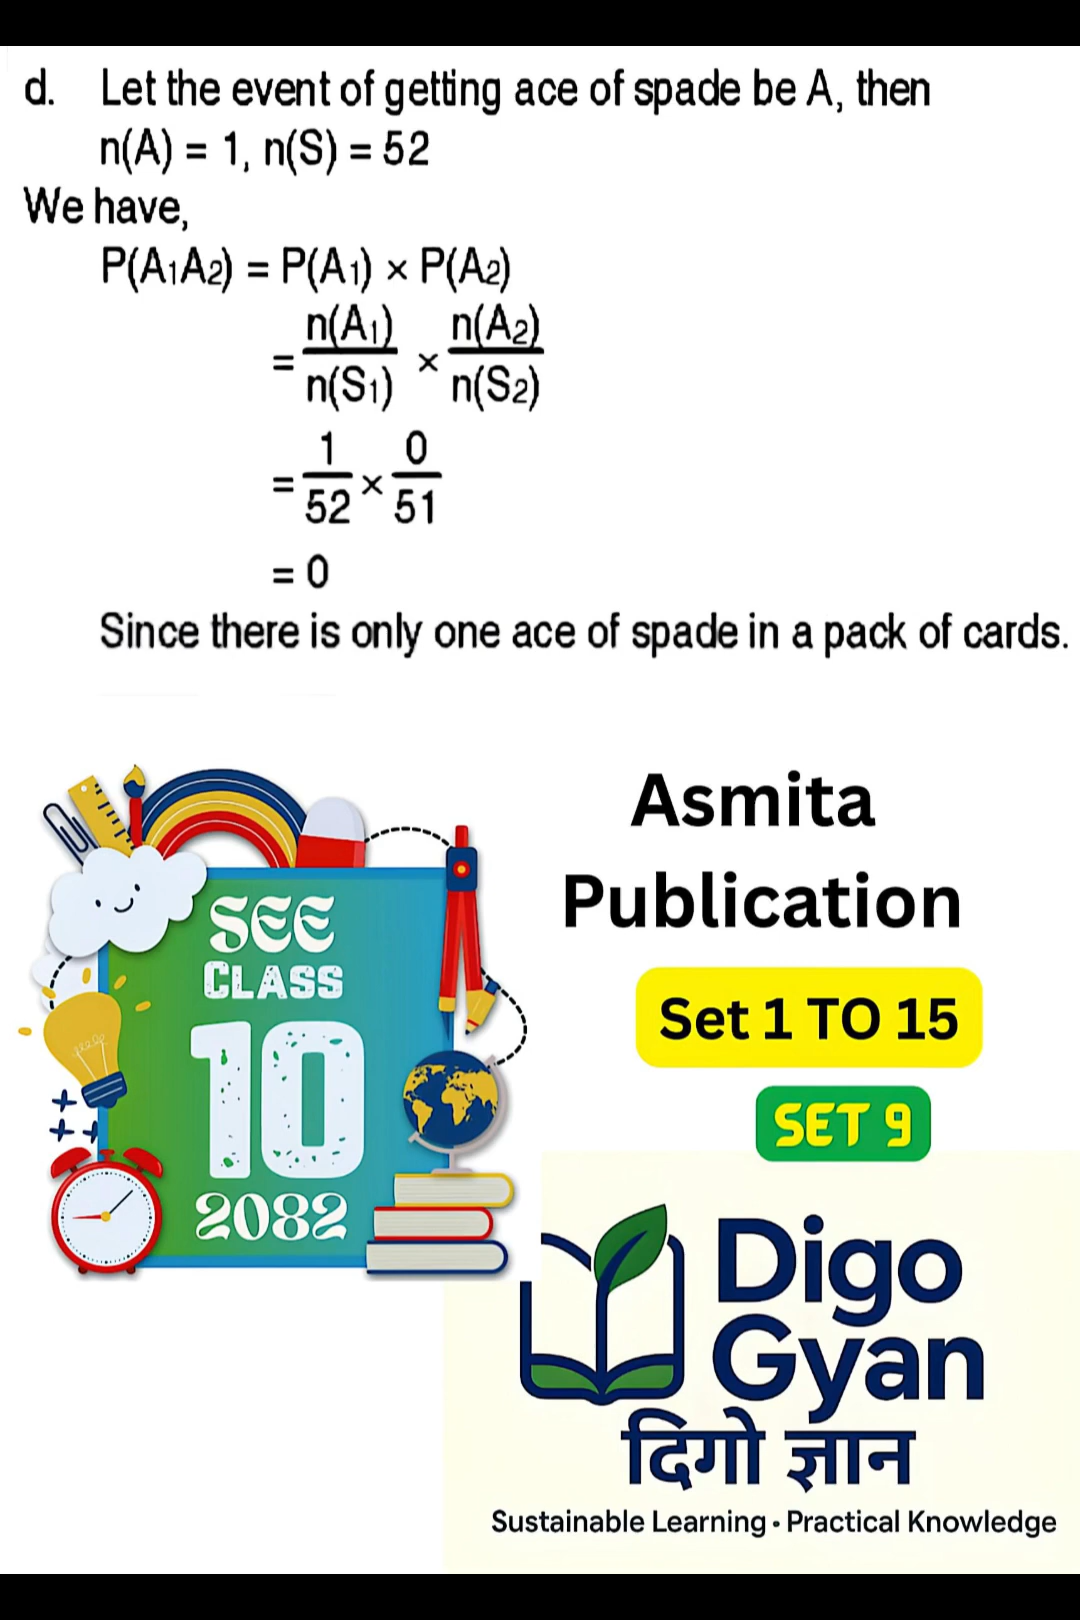 d. Let the event of getting ace of spade be A, then
n(A) = 1, n(S) = 52
We have,
P(A₁A₂) = P(A₁) × P(A₂)
= n(A₁)/n(S₁) × n(A₂)/n(S₂)
= 1/52 × 0/51
= 0
Since there is only one ace of spade in a pack of cards.
SEE
CLASS
10
2082
Asmita
Publication
Set 1 TO 15
SET 9
Digo
Gyan
दिगो ज्ञान
Sustainable Learning • Practical Knowledge